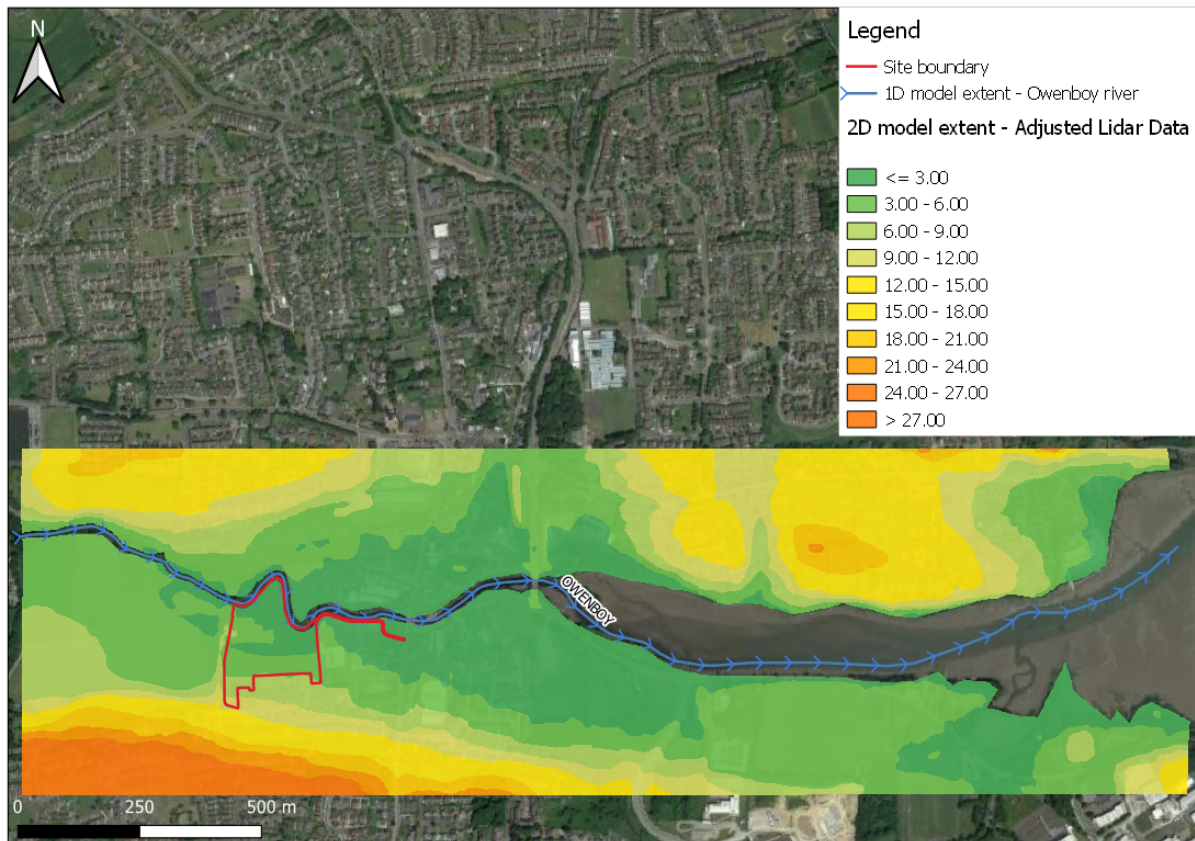 N
Legend
Site boundary
1D model extent - Owenboy river
2D model extent - Adjusted Lidar Data
<= 3.00
3.00 - 6.00
6.00 - 9.00
9.00 - 12.00
12.00 - 15.00
15.00 - 18.00
18.00 - 21.00
21.00 - 24.00
24.00 - 27.00
> 27.00
OWENBOY
0 250 500 m